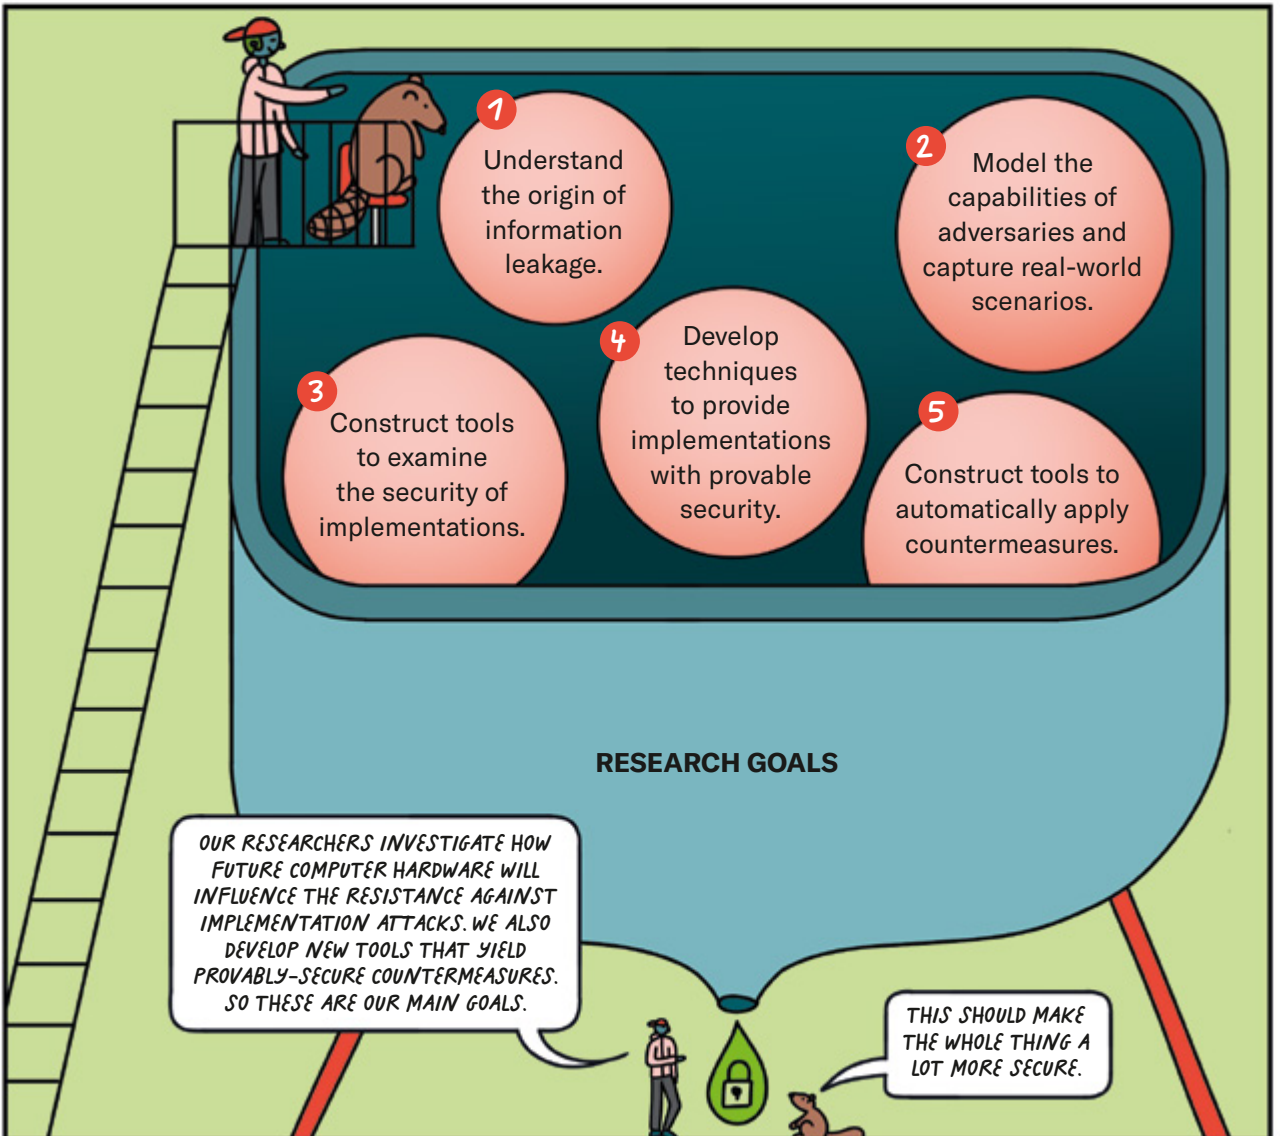 1
Understand
the origin of
information
leakage.
2
Model the
capabilities of
adversaries and
capture real-world
scenarios.
3
Construct tools
to examine
the security of
implementations.
4
Develop
techniques
to provide
implementations
with provable
security.
5
Construct tools to
automatically apply
countermeasures.
RESEARCH GOALS
OUR RESEARCHERS INVESTIGATE HOW
FUTURE COMPUTER HARDWARE WILL
INFLUENCE THE RESISTANCE AGAINST
IMPLEMENTATION ATTACKS. WE ALSO
DEVELOP NEW TOOLS THAT YIELD
PROVABLY-SECURE COUNTERMEASURES.
SO THESE ARE OUR MAIN GOALS.
THIS SHOULD MAKE
THE WHOLE THING A
LOT MORE SECURE.